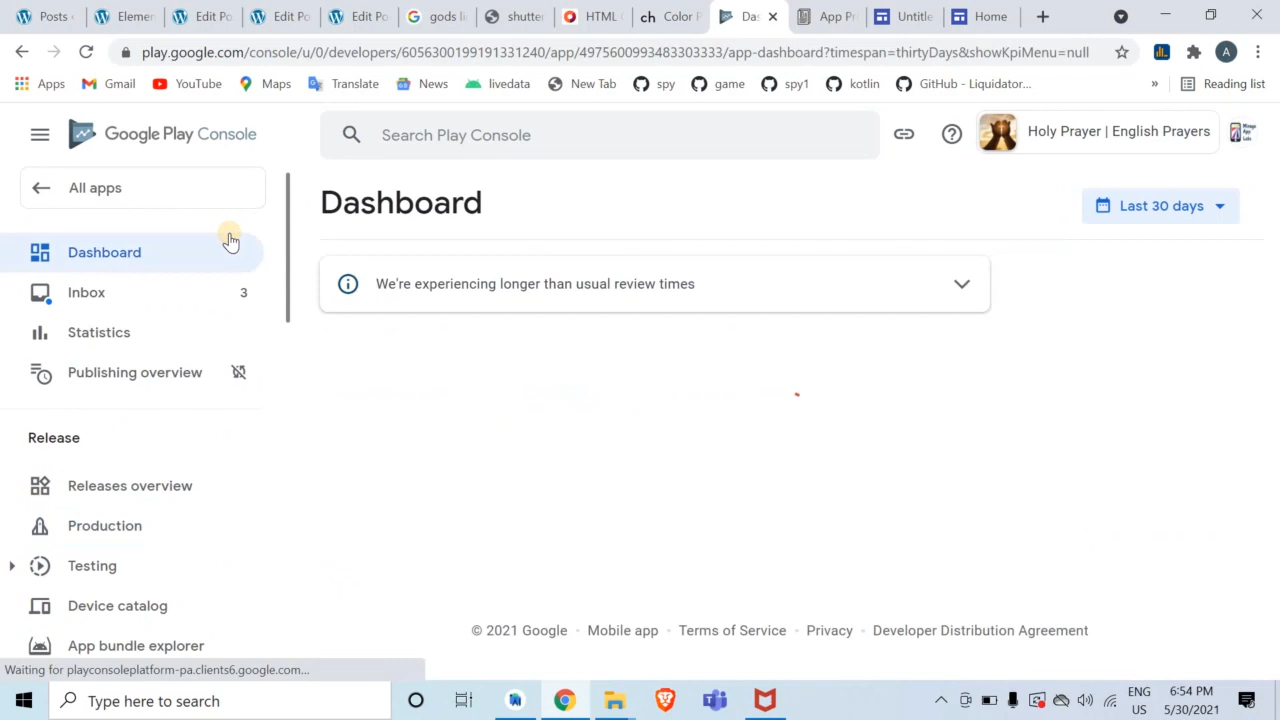 Posts
Elemen
Edit Po
Edit Po
Edit Po
gods li
shutter
HTML
ch Color
Das
App Pr
Untitle
Home
play.google.com/console/u/0/developers/6056300199191331240/app/4975600993483303333/app-dashboard?timespan=thirtyDays&showKpiMenu=null
A
Apps
Gmail
YouTube
Maps
Translate
News
livedata
New Tab
spy
game
spy1
kotlin
GitHub - Liquidator...
»
Reading list
Google Play Console
Search Play Console
Holy Prayer | English Prayers
All apps
Dashboard
Last 30 days
Dashboard
We're experiencing longer than usual review times
Inbox 3
Statistics
Publishing overview
Release
Releases overview
Production
Testing
Device catalog
© 2021 Google • Mobile app • Terms of Service • Privacy • Developer Distribution Agreement
App bundle explorer
Waiting for playconsoleplatform-pa.clients6.google.com...
Type here to search
ENG
US
6:54 PM
5/30/2021